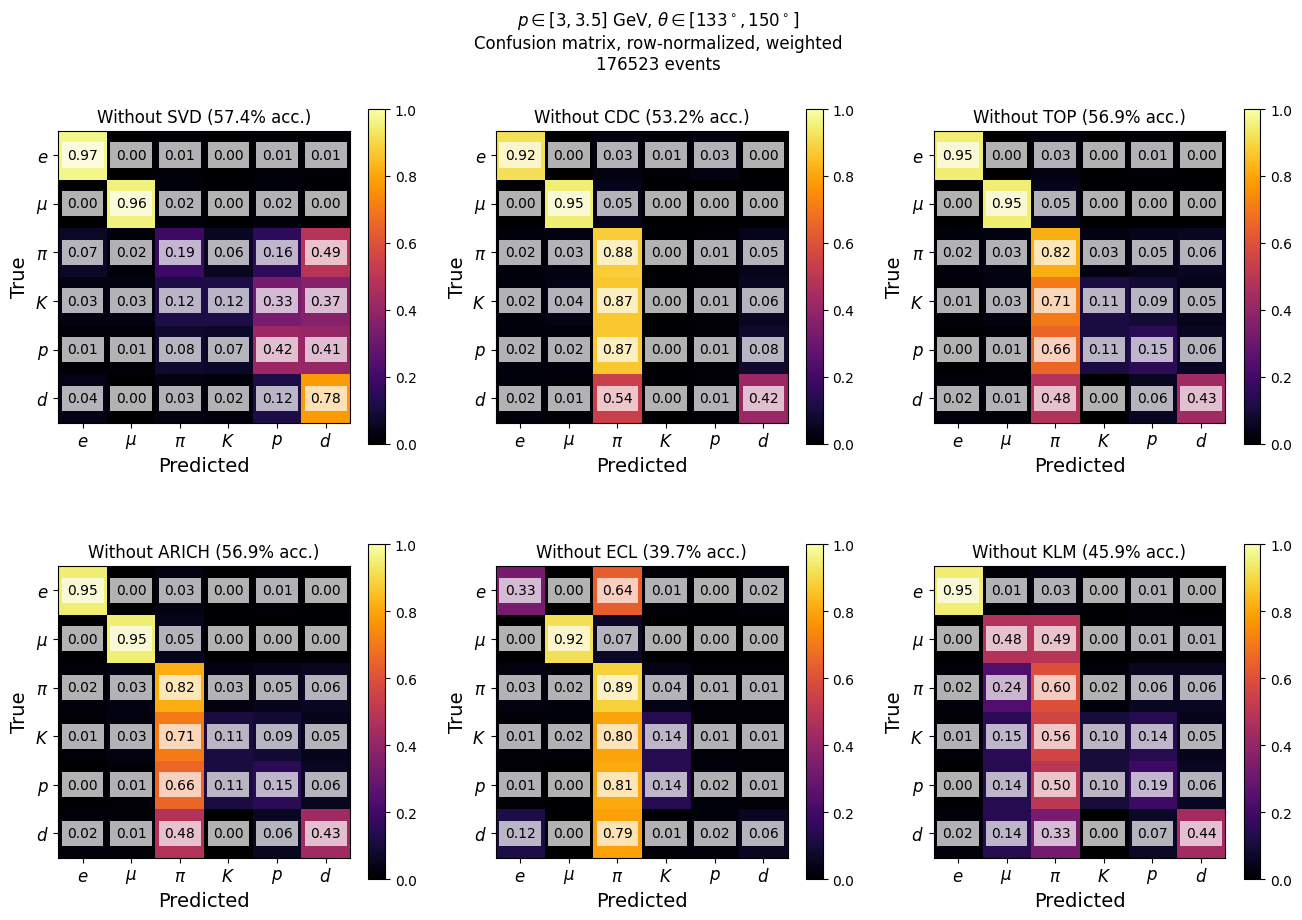 p ∈ [3, 3.5] GeV, θ ∈ [133°, 150°]
Confusion matrix, row-normalized, weighted
176523 events
Without SVD (57.4% acc.)
True
e 0.97 0.00 0.01 0.00 0.01 0.01
μ 0.00 0.96 0.02 0.00 0.02 0.00
π 0.07 0.02 0.19 0.06 0.16 0.49
K 0.03 0.03 0.12 0.12 0.33 0.37
p 0.01 0.01 0.08 0.07 0.42 0.41
d 0.04 0.00 0.03 0.02 0.12 0.78
e μ π K p d
Predicted
1.0
0.8
0.6
0.4
0.2
0.0
Without CDC (53.2% acc.)
True
e 0.92 0.00 0.03 0.01 0.03 0.00
μ 0.00 0.95 0.05 0.00 0.00 0.00
π 0.02 0.03 0.88 0.00 0.01 0.05
K 0.02 0.04 0.87 0.00 0.01 0.06
p 0.02 0.02 0.87 0.00 0.01 0.08
d 0.02 0.01 0.54 0.00 0.01 0.42
e μ π K p d
Predicted
1.0
0.8
0.6
0.4
0.2
0.0
Without TOP (56.9% acc.)
True
e 0.95 0.00 0.03 0.00 0.01 0.00
μ 0.00 0.95 0.05 0.00 0.00 0.00
π 0.02 0.03 0.82 0.03 0.05 0.06
K 0.01 0.03 0.71 0.11 0.09 0.05
p 0.00 0.01 0.66 0.11 0.15 0.06
d 0.02 0.01 0.48 0.00 0.06 0.43
e μ π K p d
Predicted
1.0
0.8
0.6
0.4
0.2
0.0
Without ARICH (56.9% acc.)
True
e 0.95 0.00 0.03 0.00 0.01 0.00
μ 0.00 0.95 0.05 0.00 0.00 0.00
π 0.02 0.03 0.82 0.03 0.05 0.06
K 0.01 0.03 0.71 0.11 0.09 0.05
p 0.00 0.01 0.66 0.11 0.15 0.06
d 0.02 0.01 0.48 0.00 0.06 0.43
e μ π K p d
Predicted
1.0
0.8
0.6
0.4
0.2
0.0
Without ECL (39.7% acc.)
True
e 0.33 0.00 0.64 0.01 0.00 0.02
μ 0.00 0.92 0.07 0.00 0.00 0.00
π 0.03 0.02 0.89 0.04 0.01 0.01
K 0.01 0.02 0.80 0.14 0.01 0.01
p 0.01 0.00 0.81 0.14 0.02 0.01
d 0.12 0.00 0.79 0.01 0.02 0.06
e μ π K p d
Predicted
1.0
0.8
0.6
0.4
0.2
0.0
Without KLM (45.9% acc.)
True
e 0.95 0.01 0.03 0.00 0.01 0.00
μ 0.00 0.48 0.49 0.00 0.01 0.01
π 0.02 0.24 0.60 0.02 0.06 0.06
K 0.01 0.15 0.56 0.10 0.14 0.05
p 0.00 0.14 0.50 0.10 0.19 0.06
d 0.02 0.14 0.33 0.00 0.07 0.44
e μ π K p d
Predicted
1.0
0.8
0.6
0.4
0.2
0.0